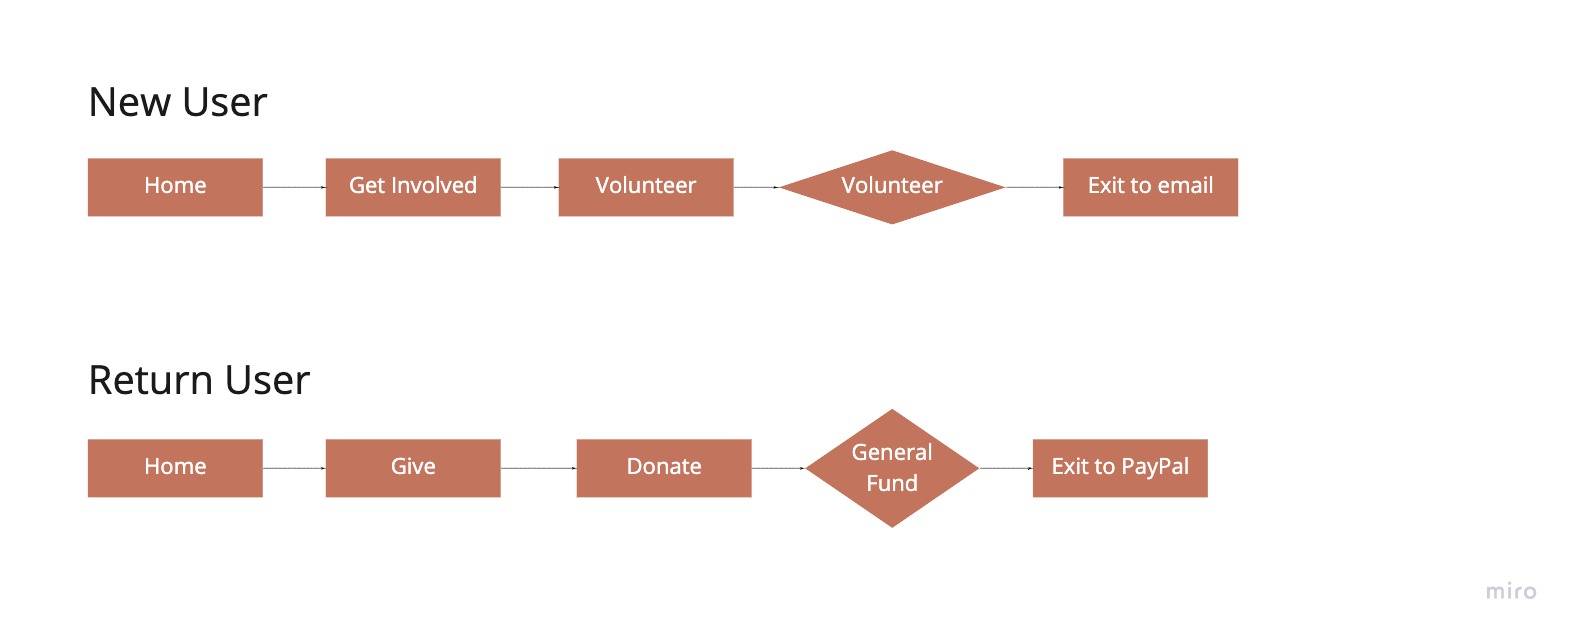 New User
Home
Get Involved
Volunteer
Volunteer
Exit to email
Return User
Home
Give
Donate
General
Fund
Exit to PayPal
miro